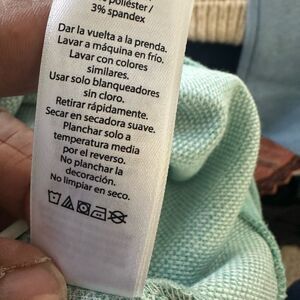 poliéster/
3% spandex
Dar la vuelta a la prenda.
Lavar a máquina en frío.
Lavar con colores
similares.
Usar solo blanqueadores
sin cloro.
Retirar rápidamente.
Secar en secadora suave.
Planchar solo a
temperatura media
por el reverso.
No planchar la
decoración.
No limpiar en seco.